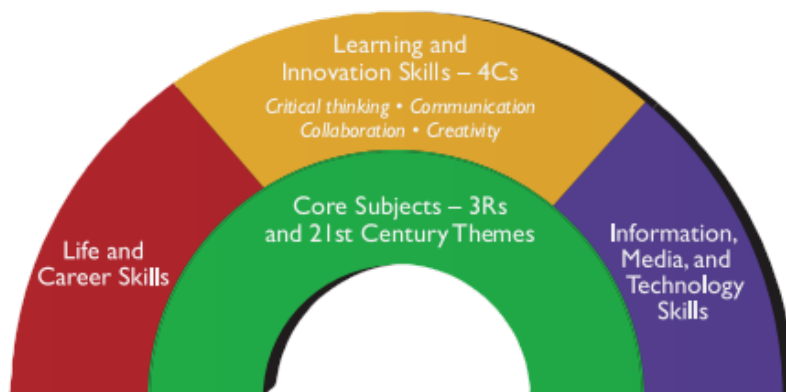 Learning and
Innovation Skills – 4Cs
Critical thinking • Communication
Collaboration • Creativity
Core Subjects – 3Rs
and 21st Century Themes
Life and
Career Skills
Information,
Media, and
Technology
Skills